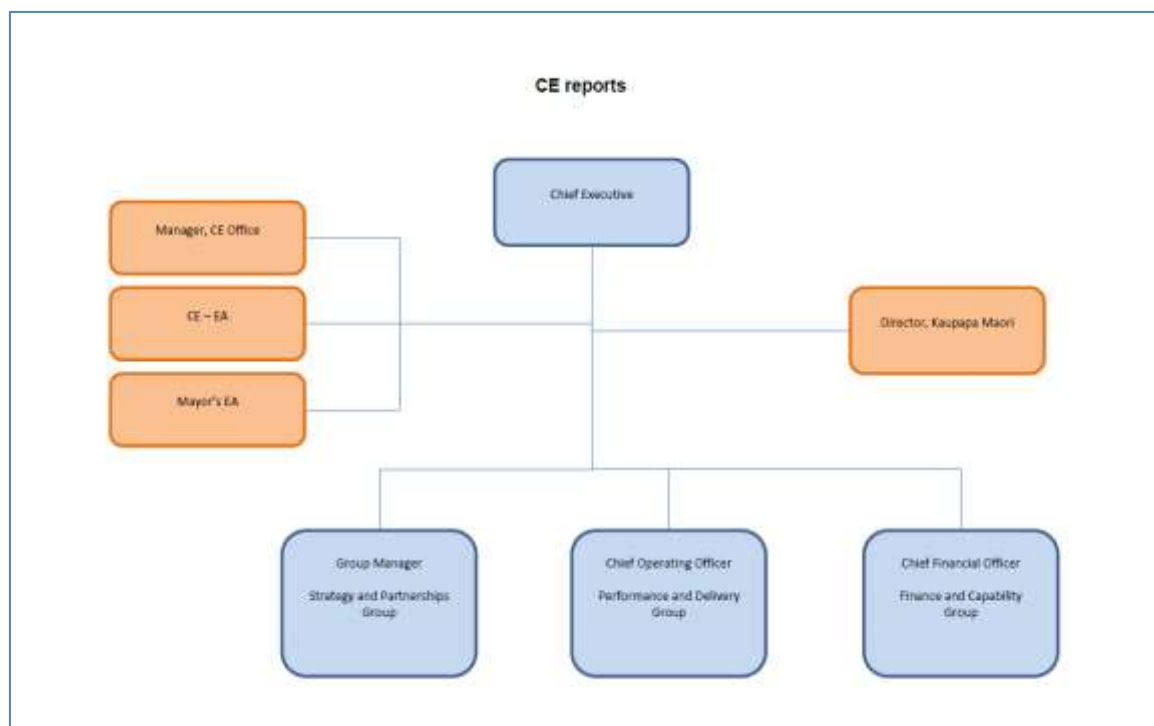 CE reports
Chief Executive
Manager, CE Office
CE – EA
Mayor's EA
Director, Kaupapa Maori
Group Manager
Strategy and Partnerships
Group
Chief Operating Officer
Performance and Delivery
Group
Chief Financial Officer
Finance and Capability
Group